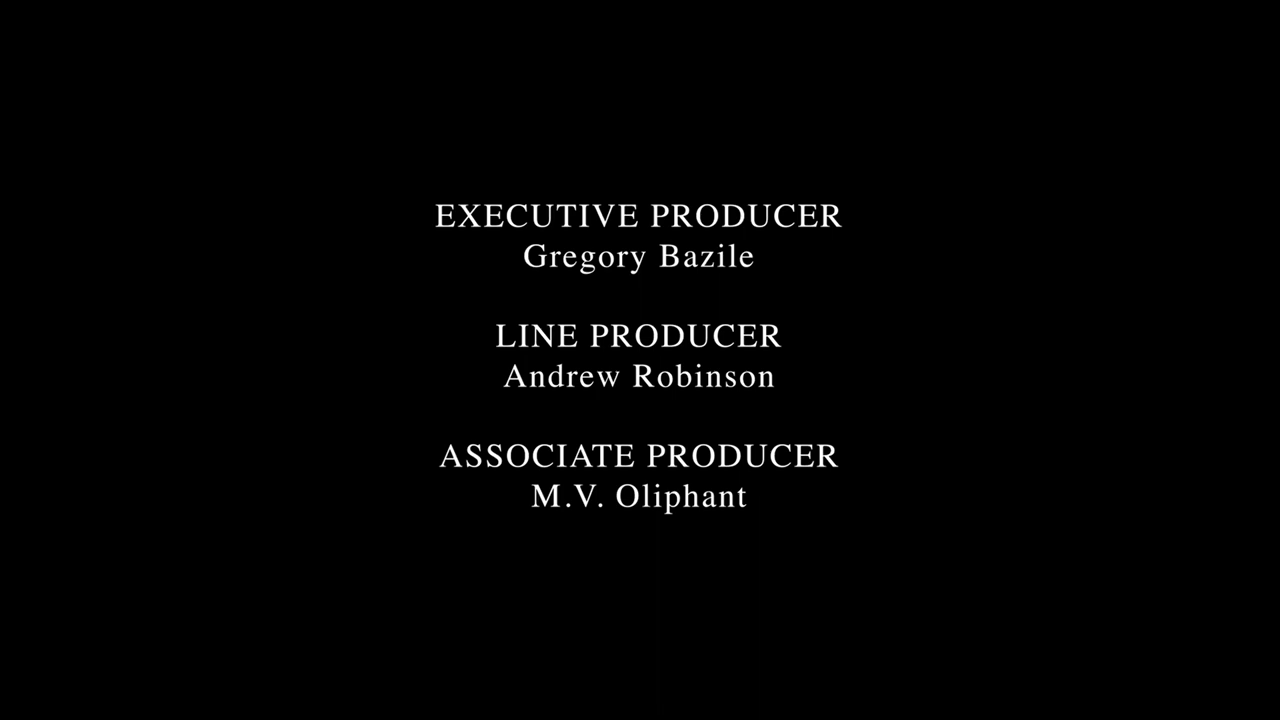 EXECUTIVE PRODUCER
Gregory Bazile
LINE PRODUCER
Andrew Robinson
ASSOCIATE PRODUCER
M.V. Oliphant